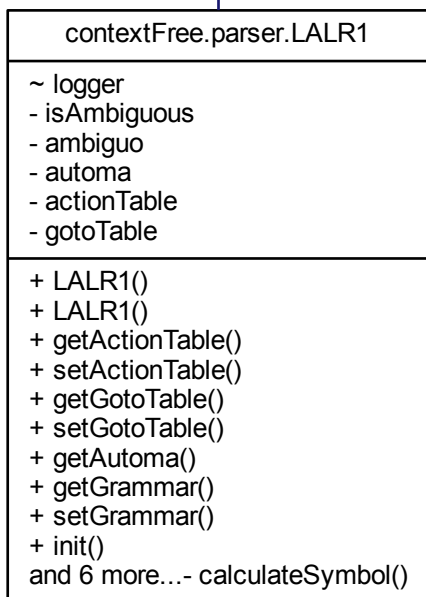 contextFree.parser.LALR1
~ logger
- isAmbiguous
- ambiguo
- automa
- actionTable
- gotoTable
+ LALR1()
+ LALR1()
+ getActionTable()
+ setActionTable()
+ getGotoTable()
+ setGotoTable()
+ getAutoma()
+ getGrammar()
+ setGrammar()
+ init()
and 6 more...- calculateSymbol()